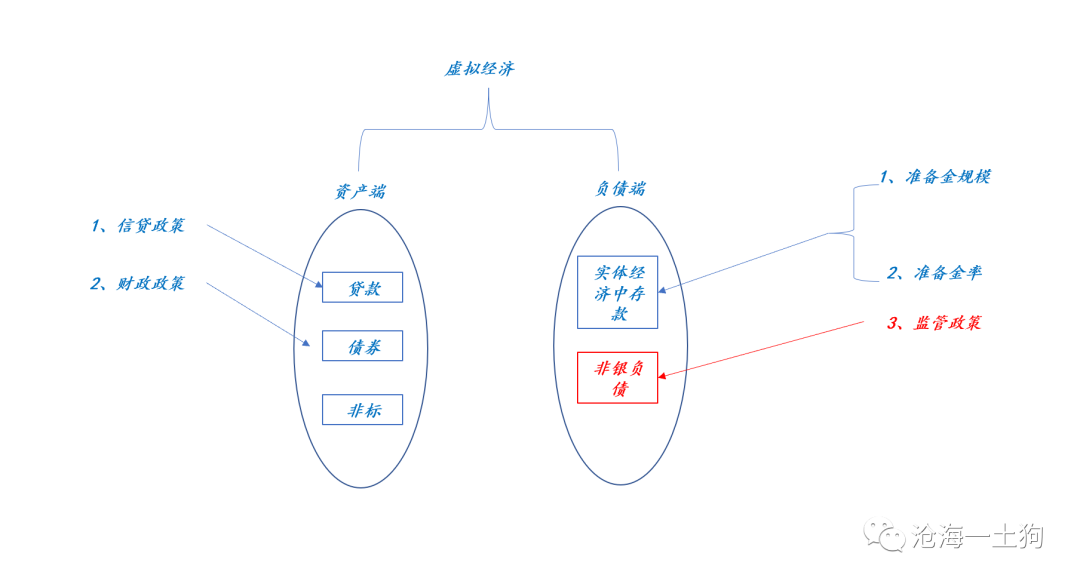 虚拟经济
资产端
负债端
1、信贷政策
2、财政政策
贷款
债券
非标
实体经
济中存
款
非银负
债
1、准备金规模
2、准备金率
3、监管政策
沧海一土狗